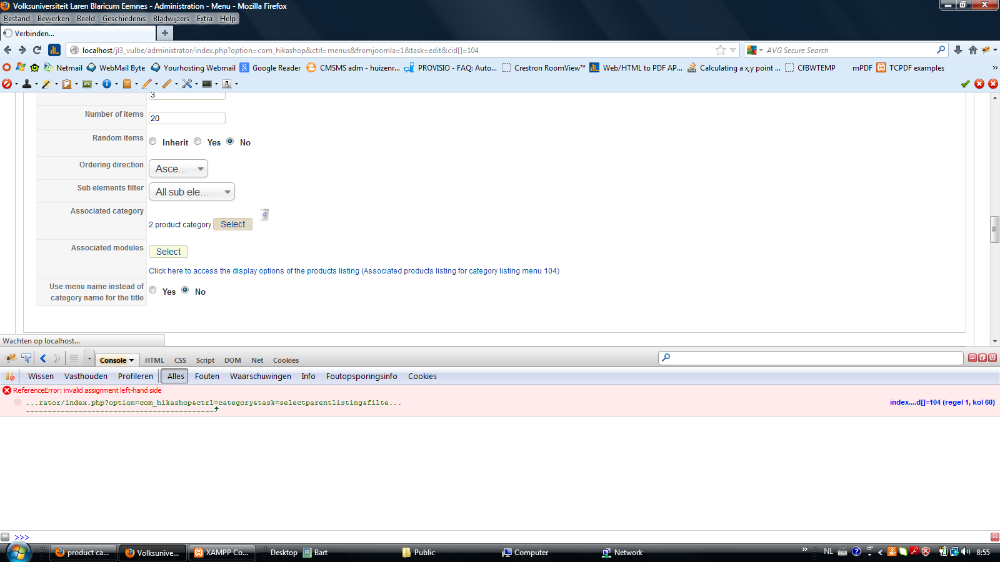 Volksuniversiteit Laren Blaricum Eemnes - Administration - Menu - Mozilla Firefox
Bestand Bewerken Beeld Geschiedenis Bladwijzers Extra Help
Verbinden...
localhost/jl3_vulbe/administrator/index.php?option=com_hikashop&ctrl=menus&fromjoomla=1&task=edit&cid[]=104
AVG Secure Search
Netmail WebMail Byte Yourhosting Webmail Google Reader CMSMS adm - huizenr... PROVISIO - FAQ: Auto... Crestron RoomView™ Web/HTML to PDF AP... Calculating a x,y point ... CfBWTEMP mPDF TCPDF examples »
3
Number of items 20
Random items Inherit Yes No
Ordering direction Asce...
Sub elements filter All sub ele...
Associated category 2 product category Select
Associated modules Select
Click here to access the display options of the products listing (Associated products listing for category listing menu 104)
Use menu name instead of category name for the title Yes No
Wachten op localhost...
Console HTML CSS Script DOM Net Cookies
Wissen Vasthouden Profileren Alles Fouten Waarschuwingen Info Foutopsporingsinfo Cookies
ReferenceError: invalid assignment left-hand side
...rator/index.php?option=com_hikashop&ctrl=category&task=selectparentlisting&filte... index....d[]=104 (regel 1, kol 60)
>>>
product ca... Volksunive... XAMPP Co... Desktop Bart Public Computer Network » NL 8:55